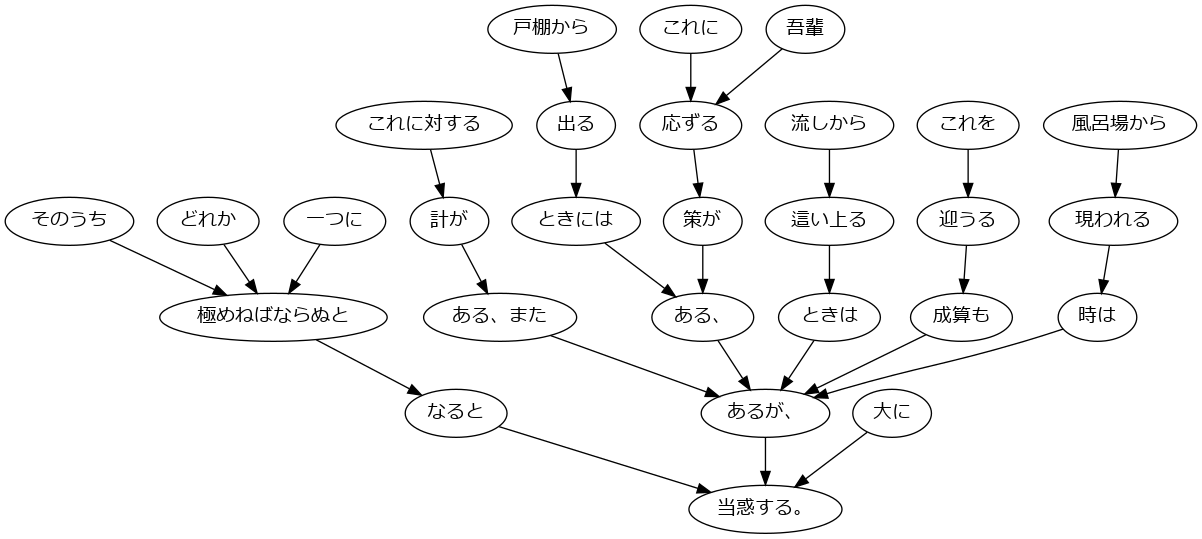 戸棚から
これに
吾輩
これに対する
出る
応ずる
流しから
これを
風呂場から
そのうち
どれか
一つに
計が
ときには
策が
這い上る
迎うる
現われる
極めねばならぬと
ある、また
ある、
ときは
成算も
時は
なると
あるが、
大に
当惑する。